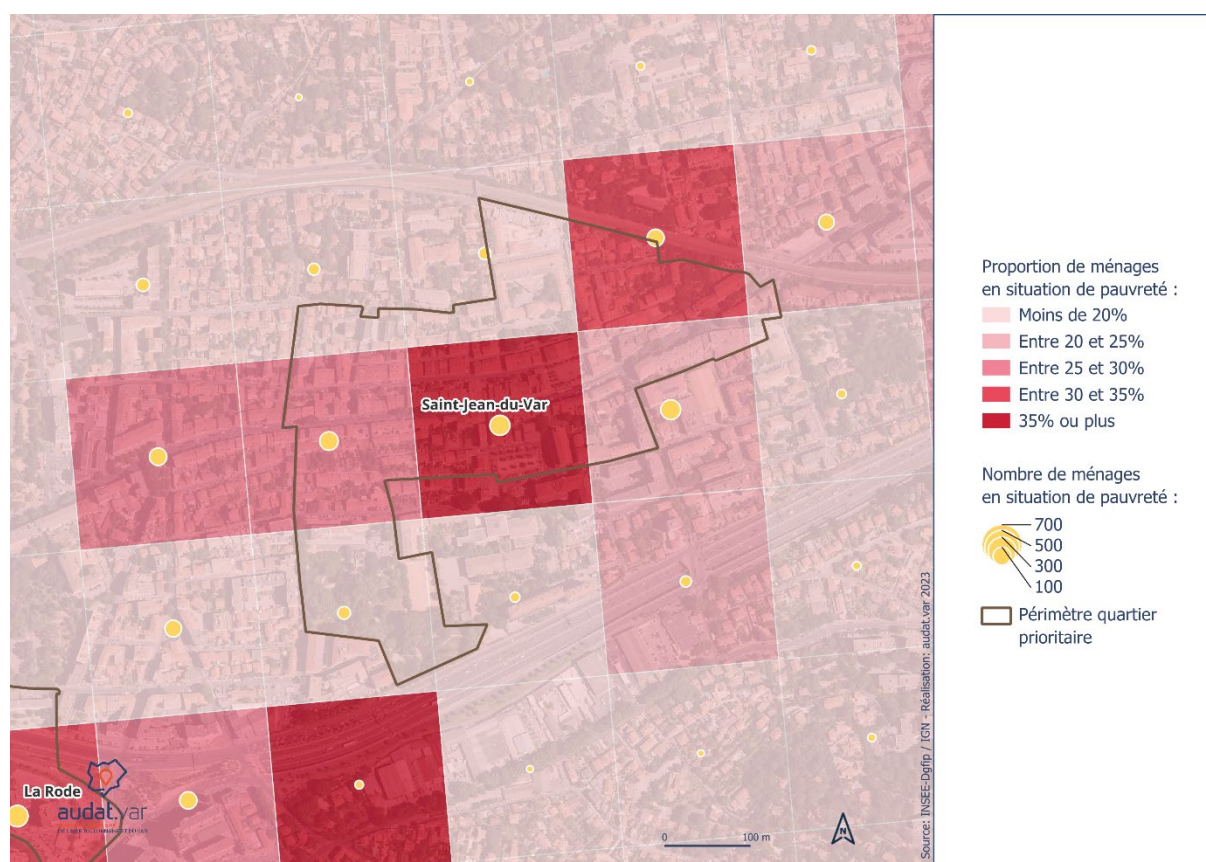 Saint-Jean-du-Var
La Rode
audat.var
0 100 m
N
Source: INSEE-Dgfip / IGN - Réalisation: audat.var 2023
Proportion de ménages
en situation de pauvreté :
Moins de 20%
Entre 20 et 25%
Entre 25 et 30%
Entre 30 et 35%
35% ou plus
Nombre de ménages
en situation de pauvreté :
700
500
300
100
Périmètre quartier
prioritaire